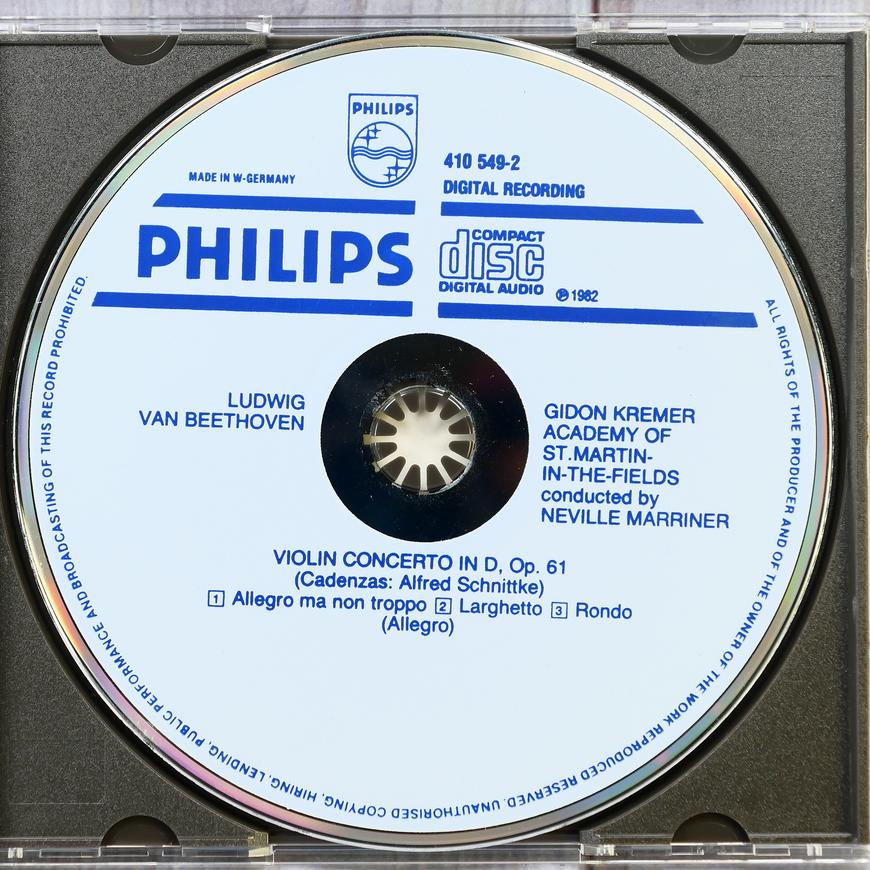 PHILIPS
410 549-2
MADE IN W-GERMANY
DIGITAL RECORDING
PHILIPS
COMPACT
disc
DIGITAL AUDIO
℗ 1982
LUDWIG
VAN BEETHOVEN
GIDON KREMER
ACADEMY OF
ST.MARTIN-
IN-THE-FIELDS
conducted by
NEVILLE MARRINER
VIOLIN CONCERTO IN D, Op. 61
(Cadenzas: Alfred Schnittke)
1 Allegro ma non troppo 2 Larghetto 3 Rondo
(Allegro)
ALL RIGHTS OF THE PRODUCER AND OF THE OWNER OF THE WORK REPRODUCED RESERVED. UNAUTHORISED COPYING, HIRING, LENDING, PUBLIC PERFORMANCE AND BROADCASTING OF THIS RECORD PROHIBITED.